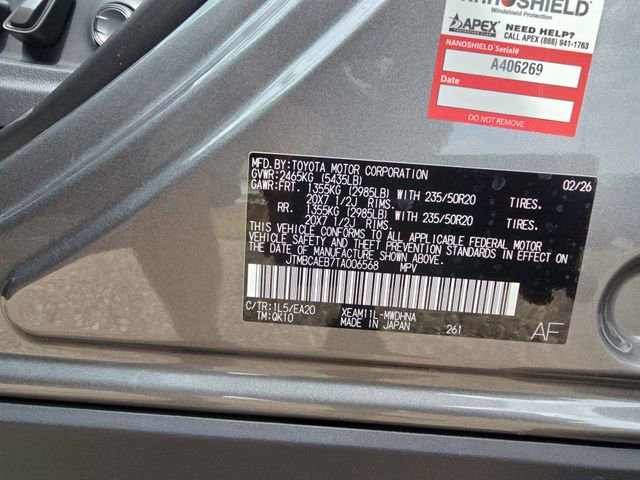 NANOSHIELD
Windshield Protection
APEX
NEED HELP?
CALL APEX (888) 941-1763
NANOSHIELD Serial#
A406269
Date
DO NOT REMOVE
MFD.BY:TOYOTA MOTOR CORPORATION
02/26
GVWR:2465KG (5435LB)
GAWR:FRT. 1355KG (2985LB) WITH 235/50R20 TIRES.
20X7 1/2J RIMS.
RR. 1355KG (2985LB) WITH 235/50R20 TIRES.
20X7 1/2J RIMS.
THIS VEHICLE CONFORMS TO ALL APPLICABLE FEDERAL MOTOR
VEHICLE SAFETY AND THEFT PREVENTION STANDARDS IN EFFECT ON
THE DATE OF MANUFACTURE SHOWN ABOVE.
JTMBCAEB7TA006568 MPV
C/TR:1L5/EA20 XEAM11L-MWDHNA
TM:QK10 MADE IN JAPAN 261
AF